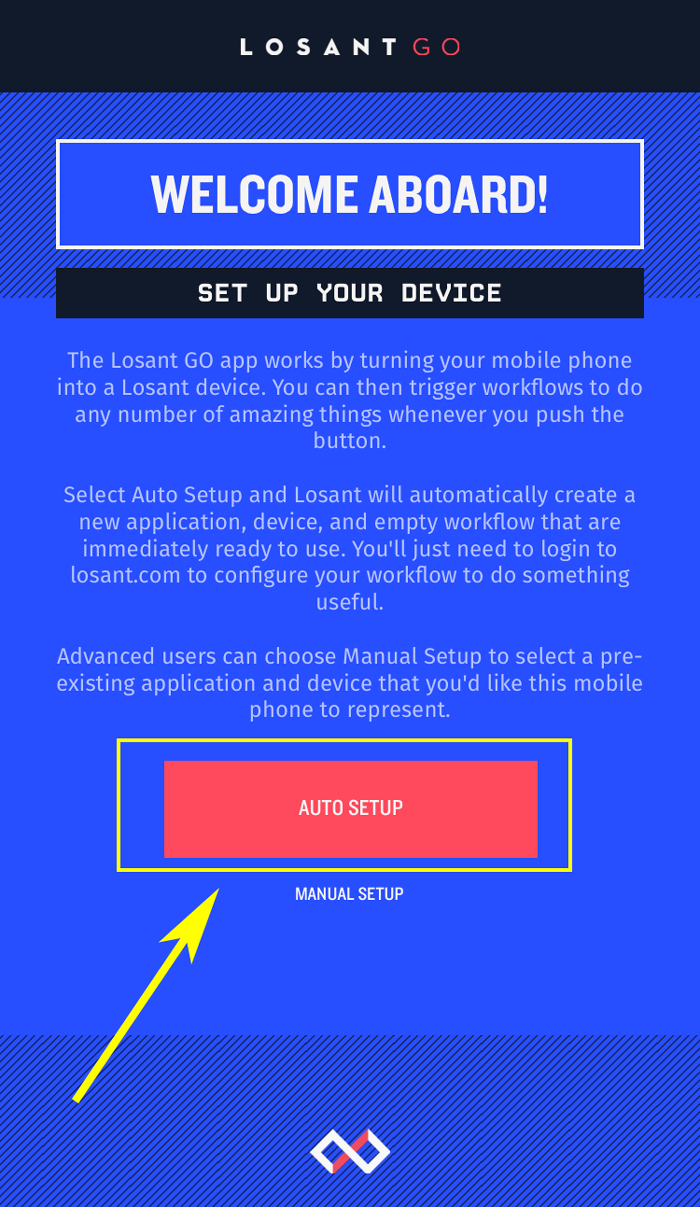 LOSANT GO
WELCOME ABOARD!
SET UP YOUR DEVICE
The Losant GO app works by turning your mobile phone
into a Losant device. You can then trigger workflows to do
any number of amazing things whenever you push the
button.
Select Auto Setup and Losant will automatically create a
new application, device, and empty workflow that are
immediately ready to use. You'll just need to login to
losant.com to configure your workflow to do something
useful.
Advanced users can choose Manual Setup to select a pre-
existing application and device that you'd like this mobile
phone to represent.
AUTO SETUP
MANUAL SETUP